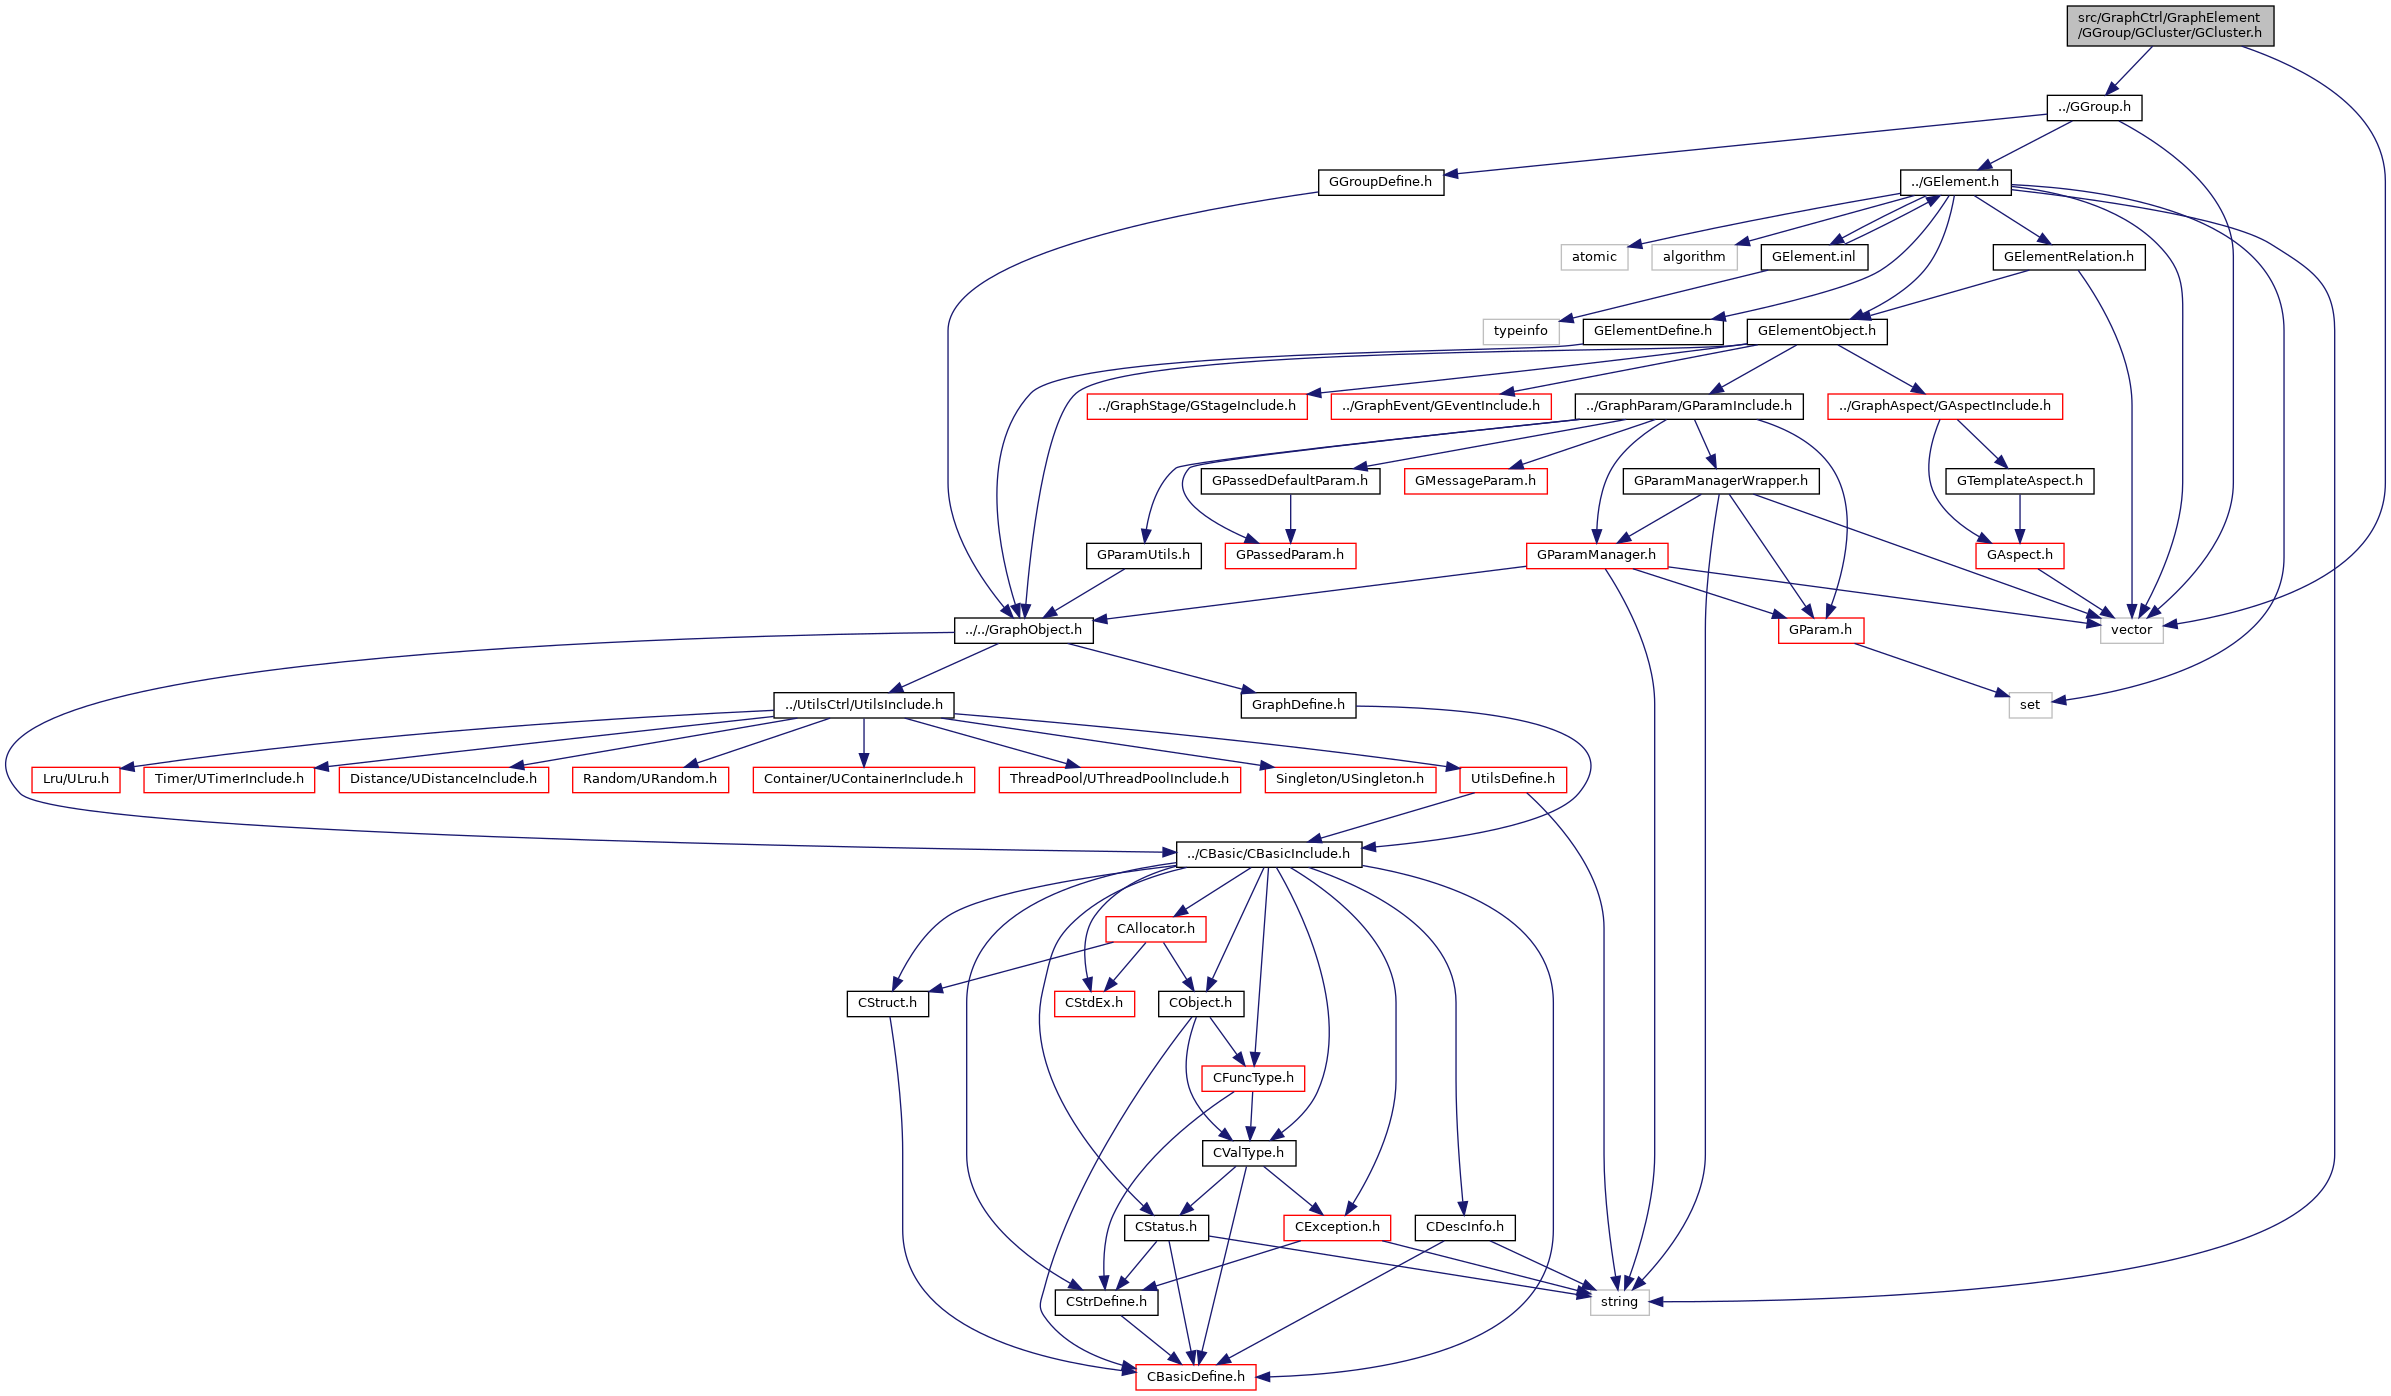 src/GraphCtrl/GraphElement
/GGroup/GCluster/GCluster.h
../GGroup.h
GGroupDefine.h
../GElement.h
atomic
algorithm
GElement.inl
GElementRelation.h
typeinfo
GElementDefine.h
GElementObject.h
../GraphStage/GStageInclude.h
../GraphEvent/GEventInclude.h
../GraphParam/GParamInclude.h
../GraphAspect/GAspectInclude.h
GPassedDefaultParam.h
GMessageParam.h
GParamManagerWrapper.h
GTemplateAspect.h
GParamUtils.h
GPassedParam.h
GParamManager.h
GAspect.h
../../GraphObject.h
GParam.h
vector
../UtilsCtrl/UtilsInclude.h
GraphDefine.h
set
Lru/ULru.h
Timer/UTimerInclude.h
Distance/UDistanceInclude.h
Random/URandom.h
Container/UContainerInclude.h
ThreadPool/UThreadPoolInclude.h
Singleton/USingleton.h
UtilsDefine.h
../CBasic/CBasicInclude.h
CAllocator.h
CStruct.h
CStdEx.h
CObject.h
CFuncType.h
CValType.h
CStatus.h
CException.h
CDescInfo.h
CStrDefine.h
string
CBasicDefine.h